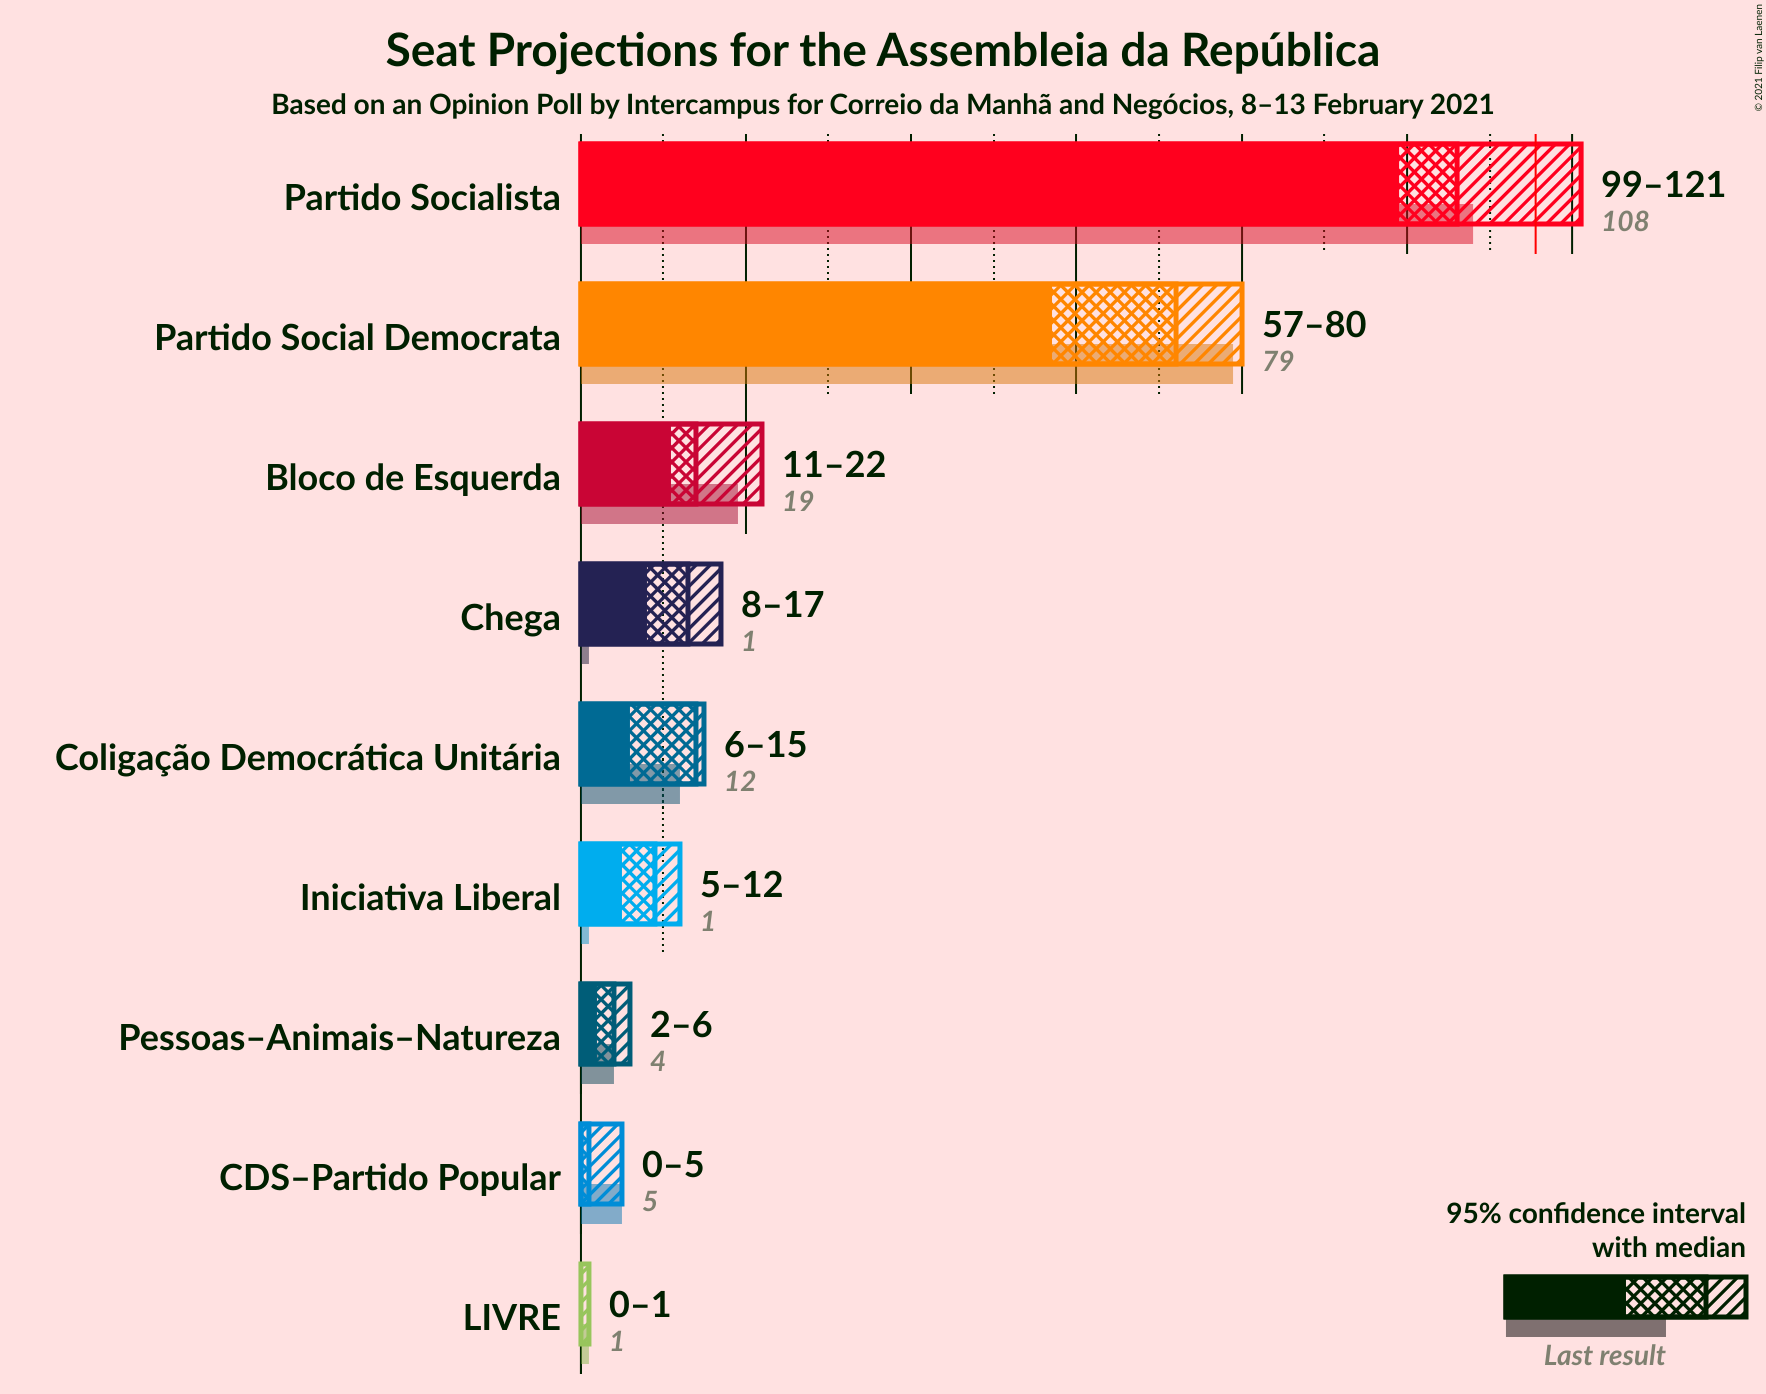 Seat Projections for the Assembleia da República
Based on an Opinion Poll by Intercampus for Correio da Manhã and Negócios, 8–13 February 2021
© 2021 Filip van Laenen
Partido Socialista
99–121
108
Partido Social Democrata
57–80
79
Bloco de Esquerda
11–22
19
Chega
8–17
1
Coligação Democrática Unitária
6–15
12
Iniciativa Liberal
5–12
1
Pessoas–Animais–Natureza
2–6
4
CDS–Partido Popular
0–5
5
LIVRE
0–1
1
95% confidence interval
with median
Last result